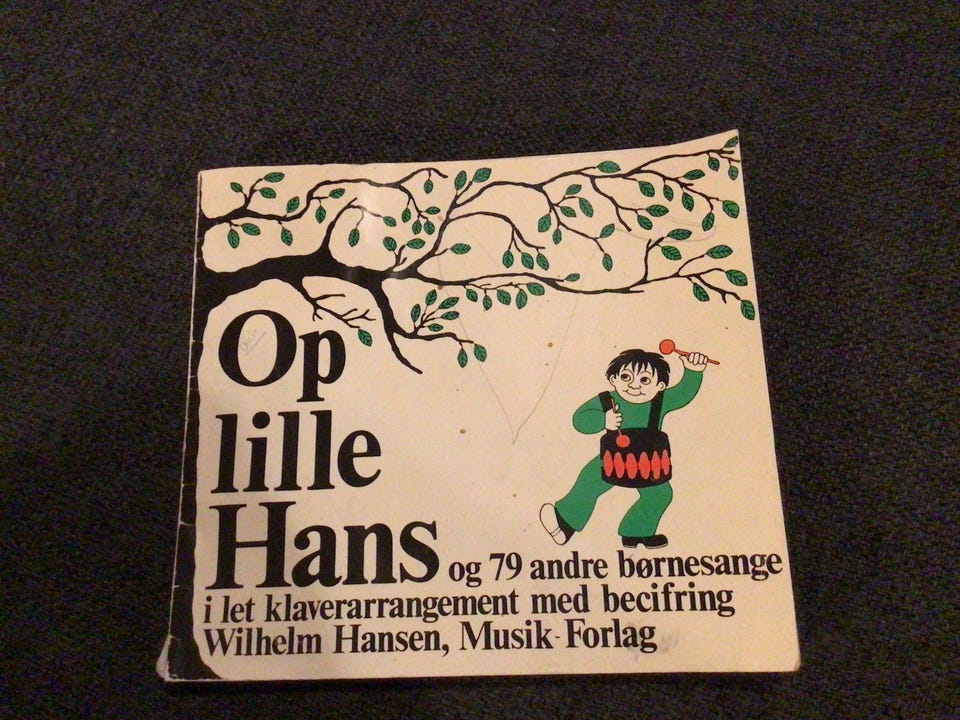 Op
lille
Hans og 79 andre børnesange
i let klaverarrangement med becifring
Wilhelm Hansen, Musik-Forlag